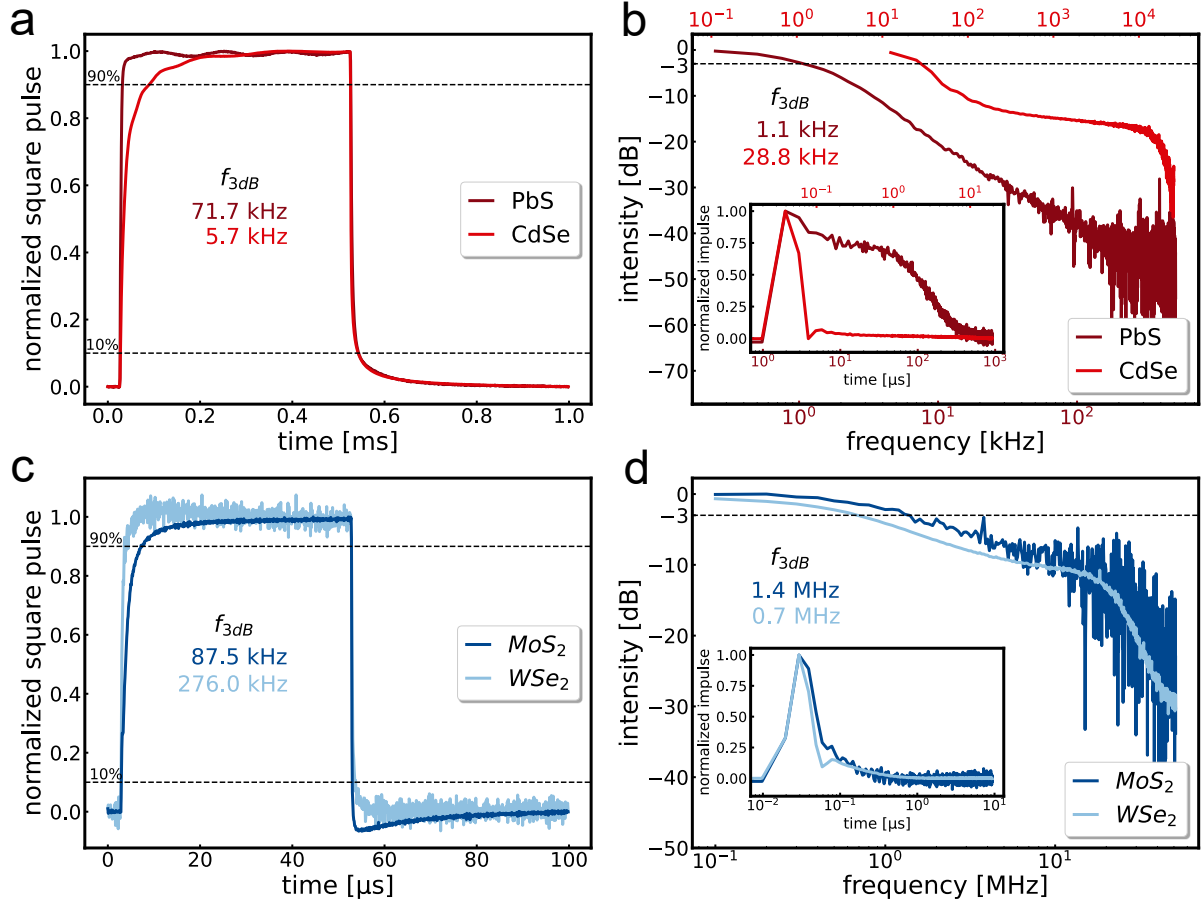 a
normalized square pulse
1.0
0.8
0.6
0.4
0.2
0.0
90%
10%
f3dB
71.7 kHz
5.7 kHz
PbS
CdSe
0.0 0.2 0.4 0.6 0.8 1.0
time [ms]
b
10⁻¹ 10⁰ 10¹ 10² 10³ 10⁴
intensity [dB]
0
−3
−10
−20
−30
−40
−50
−60
−70
f3dB
1.1 kHz
28.8 kHz
10⁻¹ 10⁰ 10¹
normalized impulse
1.00
0.75
0.50
0.25
0.00
10⁰ 10¹ 10² 10³
time [μs]
PbS
CdSe
10⁰ 10¹ 10²
frequency [kHz]
c
normalized square pulse
1.0
0.8
0.6
0.4
0.2
0.0
90%
10%
f3dB
87.5 kHz
276.0 kHz
MoS2
WSe2
0 20 40 60 80 100
time [μs]
d
intensity [dB]
0
−3
−10
−20
−30
−40
−50
f3dB
1.4 MHz
0.7 MHz
normalized impulse
1.00
0.75
0.50
0.25
0.00
10⁻² 10⁻¹ 10⁰ 10¹
time [μs]
MoS2
WSe2
10⁻¹ 10⁰ 10¹
frequency [MHz]